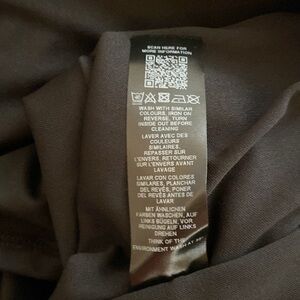 SCAN HERE FOR
MORE INFORMATION
WASH WITH SIMILAR
COLOURS, IRON ON
REVERSE, TURN
INSIDE OUT BEFORE
CLEANING
LAVER AVEC DES
COULEURS
SIMILAIRES,
REPASSER SUR
L'ENVERS, RETOURNER
SUR L'ENVERS AVANT
LAVAGE
LAVAR CON COLORES
SIMILARES, PLANCHAR
DEL REVÉS, PONER
DEL REVÉS ANTES DE
LAVAR
MIT ÄHNLICHEN
FARBEN WASCHEN, AUF
LINKS BÜGELN, VOR
REINIGUNG AUF LINKS
DREHEN
THINK OF THE
ENVIRONMENT WASH AT